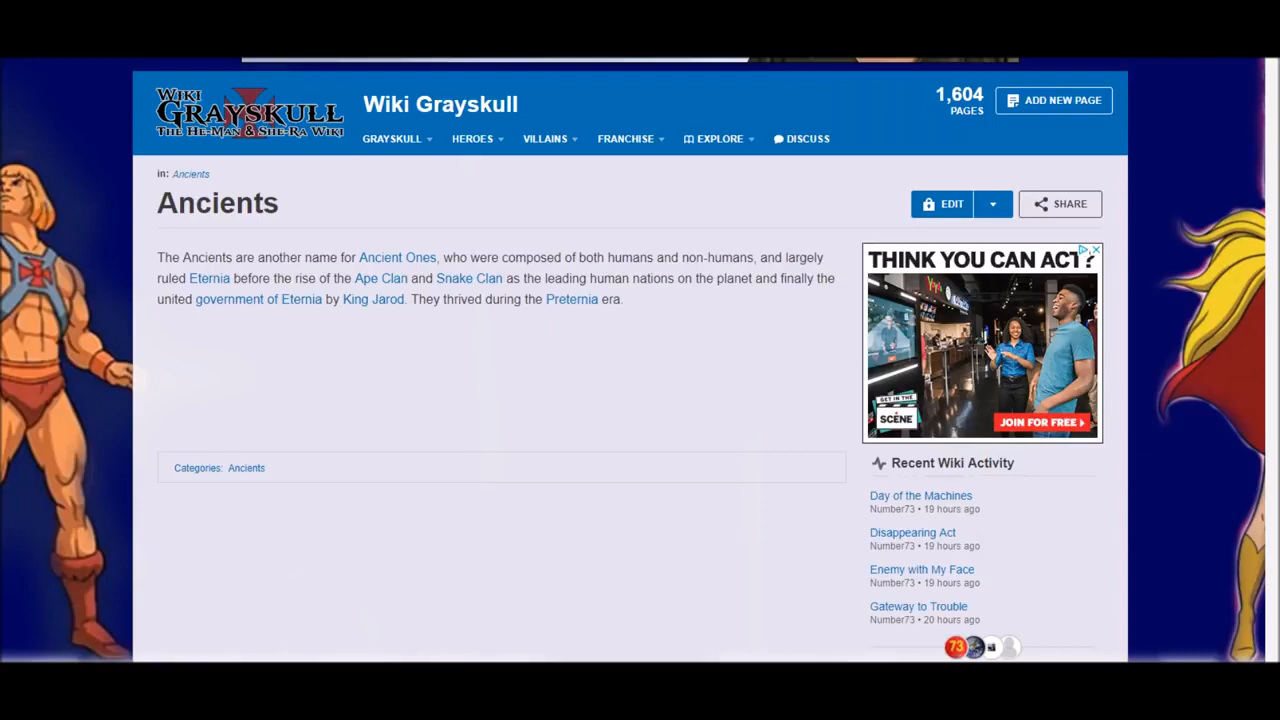 WIKI
GRAYSKULL
THE HE-MAN & SHE-RA WIKI
Wiki Grayskull
1,604
PAGES
ADD NEW PAGE
GRAYSKULL
HEROES
VILLAINS
FRANCHISE
EXPLORE
DISCUSS
in: Ancients
Ancients
EDIT
SHARE
The Ancients are another name for Ancient Ones, who were composed of both humans and non-humans, and largely
ruled Eternia before the rise of the Ape Clan and Snake Clan as the leading human nations on the planet and finally the
united government of Eternia by King Jarod. They thrived during the Preternia era.
Categories: Ancients
THINK YOU CAN ACT?
GET IN THE
SCENE
JOIN FOR FREE
Recent Wiki Activity
Day of the Machines
Number73 • 19 hours ago
Disappearing Act
Number73 • 19 hours ago
Enemy with My Face
Number73 • 19 hours ago
Gateway to Trouble
Number73 • 20 hours ago
73